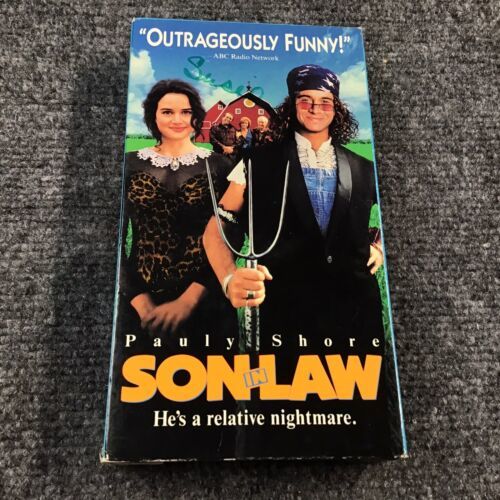 "OUTRAGEOUSLY FUNNY!"
– ABC Radio Network
Pauly Shore
SON IN LAW
He's a relative nightmare.